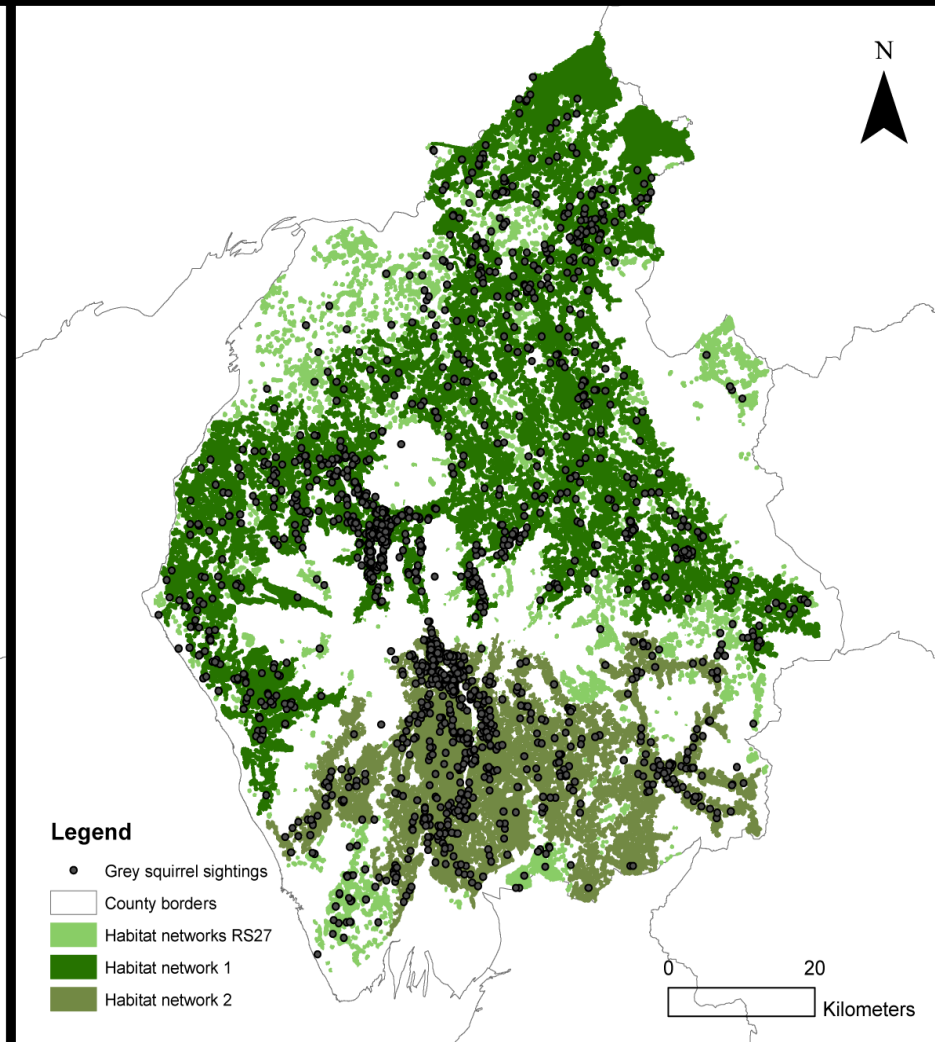 N
Legend
Grey squirrel sightings
County borders
Habitat networks RS27
Habitat network 1
Habitat network 2
0 20
Kilometers